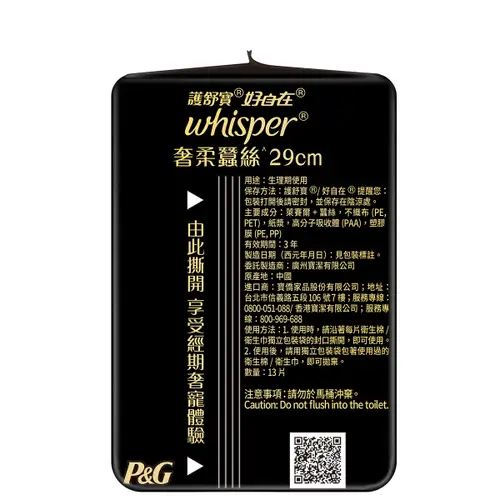 護舒寶® 好自在®
whisper®
奢柔蠶絲^ 29cm
由此撕開 享受經期奢寵體驗
用途：生理期使用
保存方法：護舒寶 ®/ 好自在 ® 提醒您：
包裝打開後請密封，並保存在陰涼處。
主要成分：萊賽爾 + 蠶絲，不織布 (PE,
PET)，紙漿，高分子吸收體 (PAA)，塑膠
膜 (PE, PP)
有效期間：3 年
製造日期（西元年月日）：見包裝標註。
委託製造商：廣州寶潔有限公司
原產地：中國
進口商：寶僑家品股份有限公司；地址：
台北市信義路五段 106 號 7 樓；服務專線：
0800-051-088/ 香港寶潔有限公司；服務專
線：800-969-688
使用方法：1. 使用時，請沿著每片衛生棉 /
衛生巾獨立包裝袋的封口撕開，即可使用。
2. 使用後，請用獨立包裝袋包著使用過的
衛生棉 / 衛生巾，即可拋棄。
數量：13 片
注意事項：請勿於馬桶沖棄。
Caution: Do not flush into the toilet.
P&G